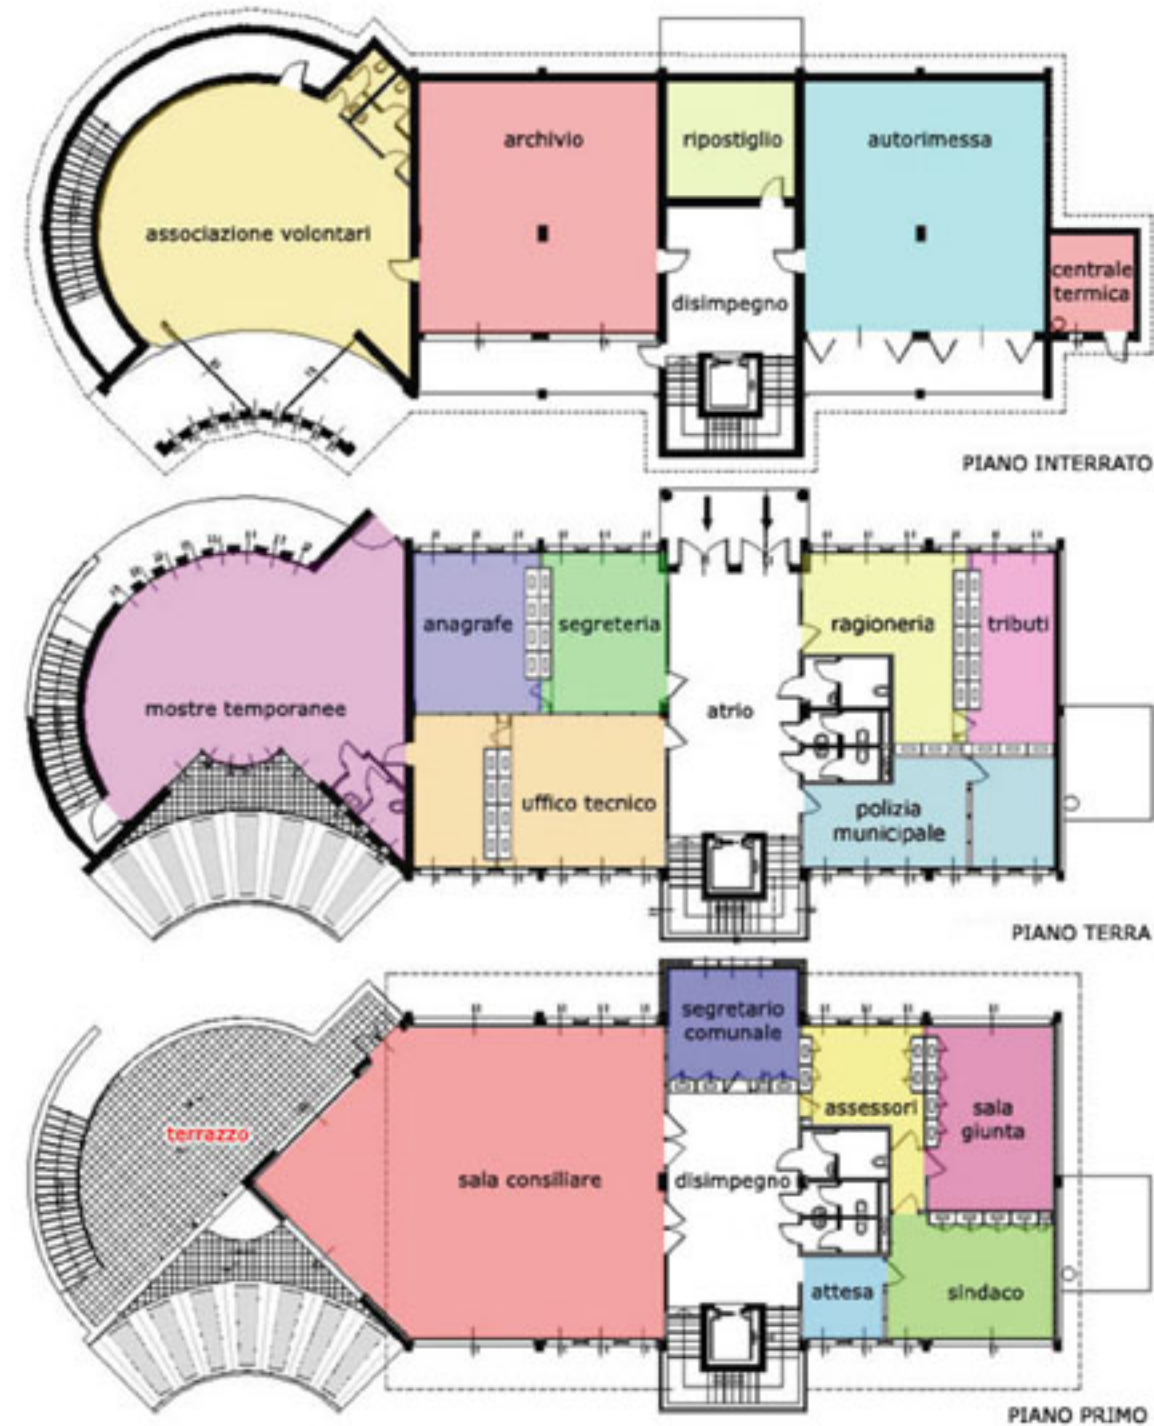 archivio
ripostiglio
autorimessa
associazione volontari
centrale
termica
disimpegno
PIANO INTERRATO
anagrafe
segreteria
ragioneria
tributi
mostre temporanee
atrio
uffico tecnico
polizia
municipale
PIANO TERRA
segretario
comunale
terrazzo
assessori
sala
giunta
sala consiliare
disimpegno
attesa
sindaco
PIANO PRIMO